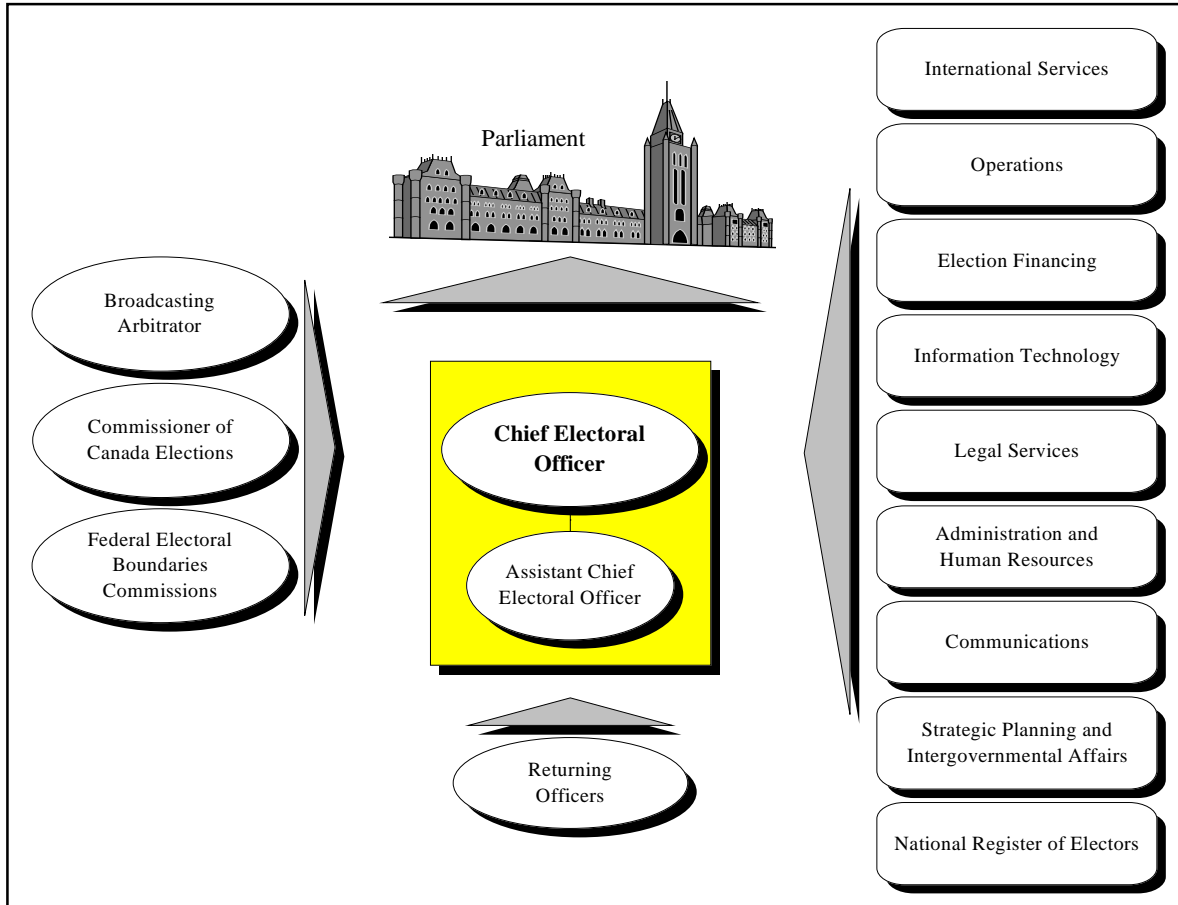 Parliament
Broadcasting
Arbitrator
Commissioner of
Canada Elections
Federal Electoral
Boundaries
Commissions
Chief Electoral
Officer
Assistant Chief
Electoral Officer
Returning
Officers
International Services
Operations
Election Financing
Information Technology
Legal Services
Administration and
Human Resources
Communications
Strategic Planning and
Intergovernmental Affairs
National Register of Electors